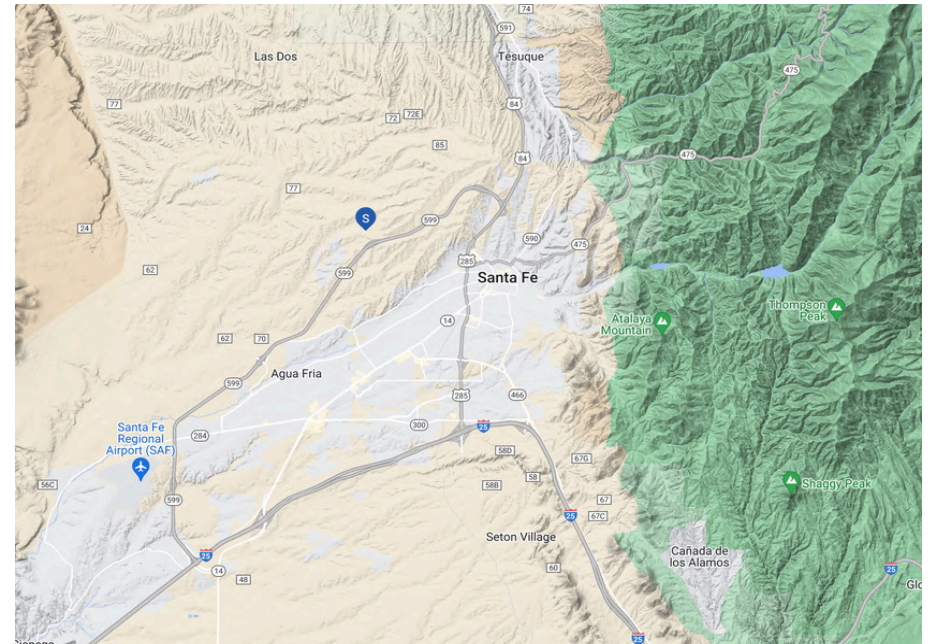 74
591
Las Dos
Tesuque
475
77
84
72
72E
85
84
475
77
S
599
24
590
475
62
599
285
Santa Fe
Thompson
Peak
Atalaya
Mountain
14
62
70
Agua Fria
599
285
466
Santa Fe
Regional
Airport (SAF)
284
300
25
58D
67G
56C
58
58B
Shaggy Peak
599
67
67C
25
Seton Village
25
Cañada de
los Alamos
60
14
48
25
Glo
25